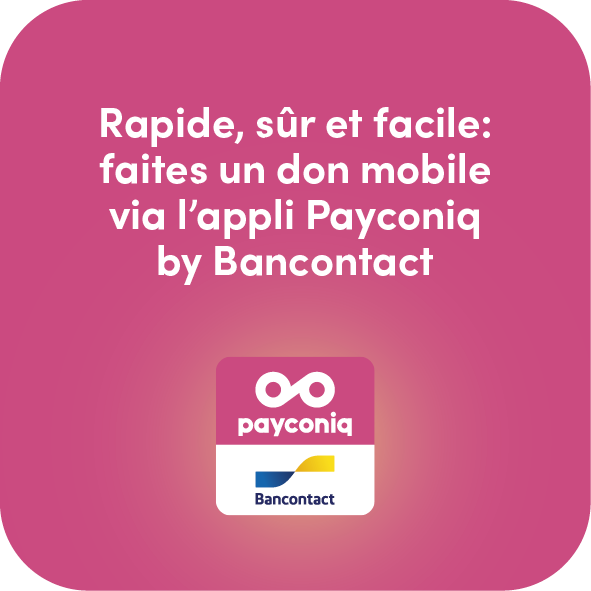 Rapide, sûr et facile:
faites un don mobile
via l’appli Payconiq
by Bancontact
payconiq
Bancontact